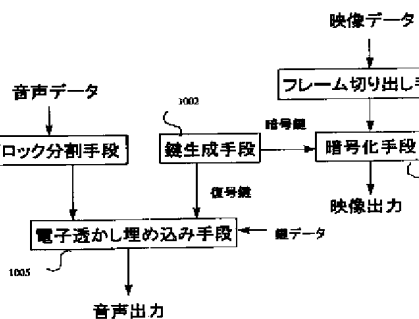 映像データ
フレーム切り出し手
音声データ
1002
暗号鍵
ロック分割手段
鍵生成手段
暗号化手段
復号鍵
映像出力
電子透かし埋め込み手段
鍵データ
1005
音声出力